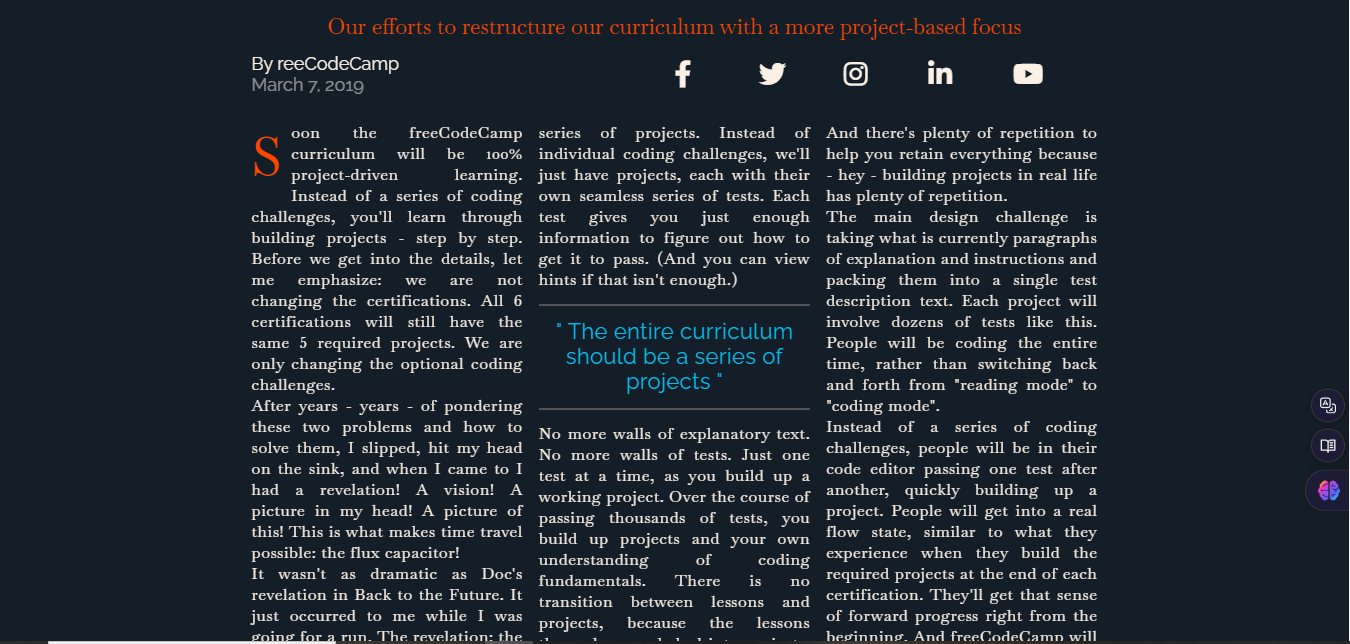 Our efforts to restructure our curriculum with a more project-based focus
By reeCodeCamp
March 7, 2019
Soon the freeCodeCamp
curriculum will be 100%
project-driven learning.
Instead of a series of coding
challenges, you'll learn through
building projects - step by step.
Before we get into the details, let
me emphasize: we are not
changing the certifications. All 6
certifications will still have the
same 5 required projects. We are
only changing the optional coding
challenges.
After years - years - of pondering
these two problems and how to
solve them, I slipped, hit my head
on the sink, and when I came to I
had a revelation! A vision! A
picture in my head! A picture of
this! This is what makes time travel
possible: the flux capacitor!
It wasn't as dramatic as Doc's
revelation in Back to the Future. It
just occurred to me while I was
going for a run. The revelation: the
series of projects. Instead of
individual coding challenges, we'll
just have projects, each with their
own seamless series of tests. Each
test gives you just enough
information to figure out how to
get it to pass. (And you can view
hints if that isn't enough.)
" The entire curriculum
should be a series of
projects "
No more walls of explanatory text.
No more walls of tests. Just one
test at a time, as you build up a
working project. Over the course of
passing thousands of tests, you
build up projects and your own
understanding of coding
fundamentals. There is no
transition between lessons and
projects, because the lessons
And there's plenty of repetition to
help you retain everything because
- hey - building projects in real life
has plenty of repetition.
The main design challenge is
taking what is currently paragraphs
of explanation and instructions and
packing them into a single test
description text. Each project will
involve dozens of tests like this.
People will be coding the entire
time, rather than switching back
and forth from "reading mode" to
"coding mode".
Instead of a series of coding
challenges, people will be in their
code editor passing one test after
another, quickly building up a
project. People will get into a real
flow state, similar to what they
experience when they build the
required projects at the end of each
certification. They'll get that sense
of forward progress right from the
beginning. And freeCodeCamp will